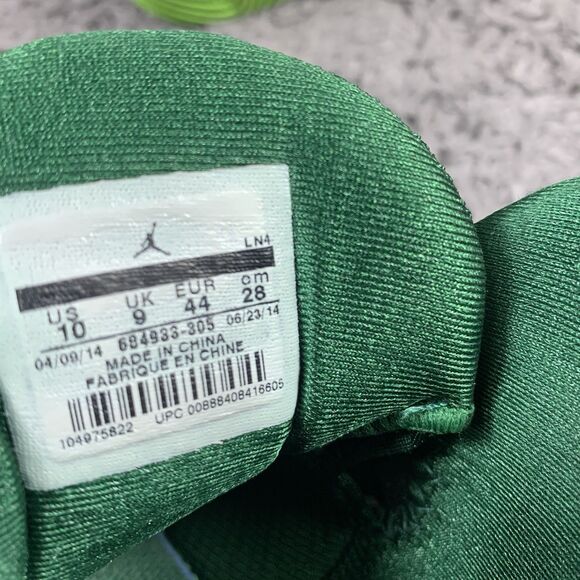 LN4
US UK EUR cm
10 9 44 28
04/09/14 684933-305 06/23/14
MADE IN CHINA
FABRIQUE EN CHINE
104975822 UPC 00888408416605